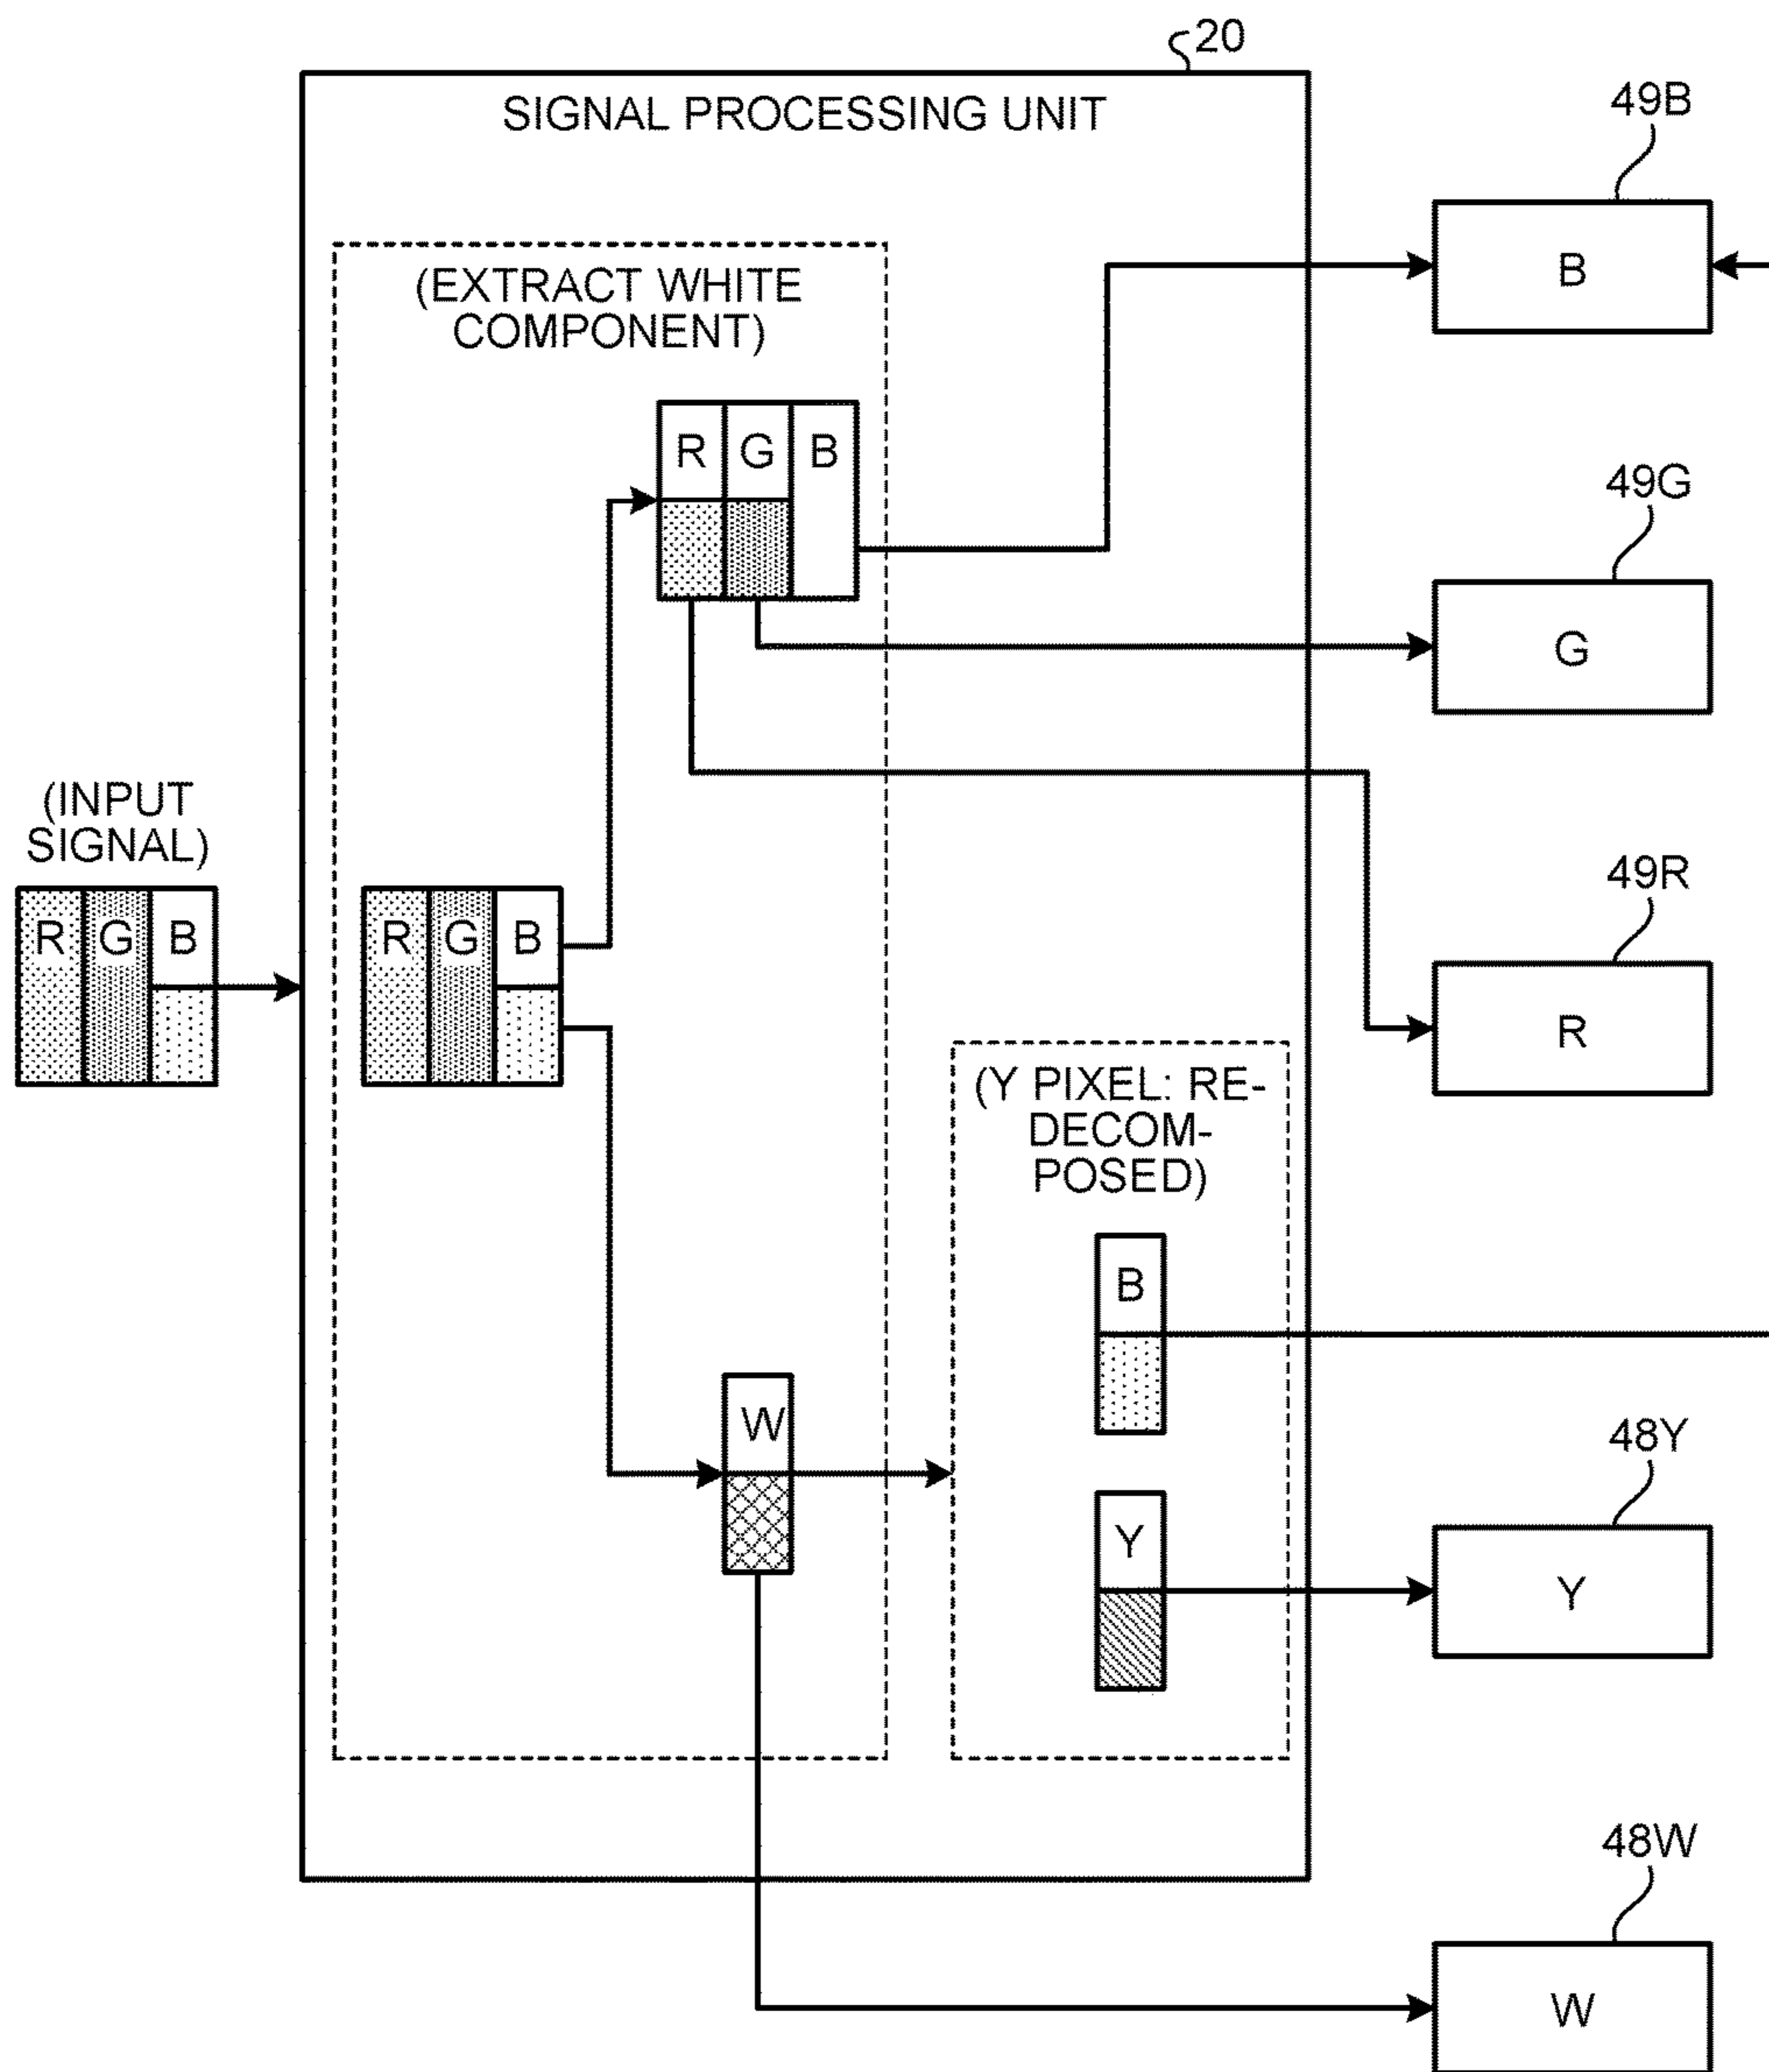 20
SIGNAL PROCESSING UNIT
49B
B
(EXTRACT WHITE
COMPONENT)
R G B
49G
G
(INPUT
SIGNAL)
R G B
R G B
49R
R
(Y PIXEL: RE-
DECOM-
POSED)
B
W
48Y
Y
Y
48W
W